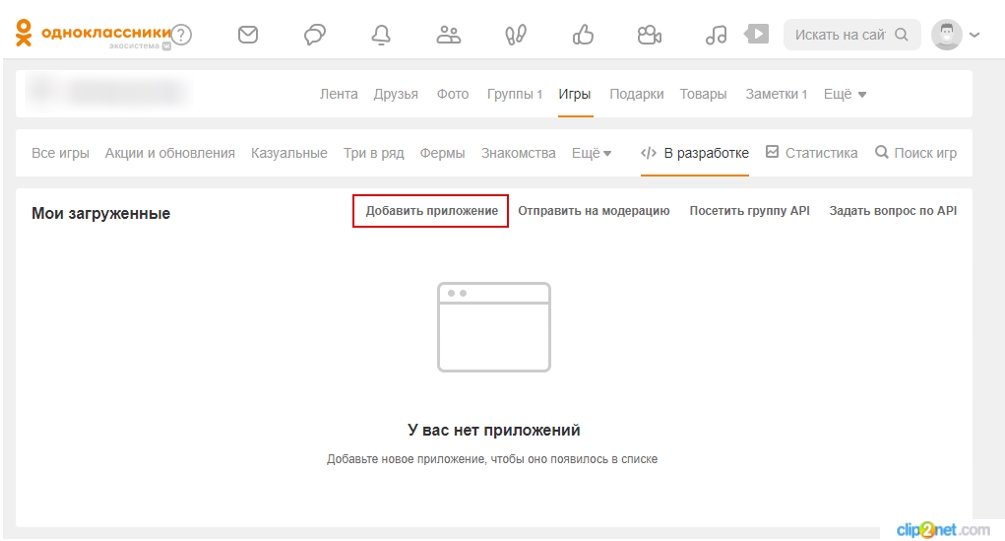 одноклассники
экосистема
?
Искать на сай
Лента Друзья Фото Группы 1 Игры Подарки Товары Заметки 1 Ещё
Все игры Акции и обновления Казуальные Три в ряд Фермы Знакомства Ещё </> В разработке Статистика Поиск игр
Мои загруженные Добавить приложение Отправить на модерацию Посетить группу API Задать вопрос по API
У вас нет приложений
Добавьте новое приложение, чтобы оно появилось в списке
clip2net.com